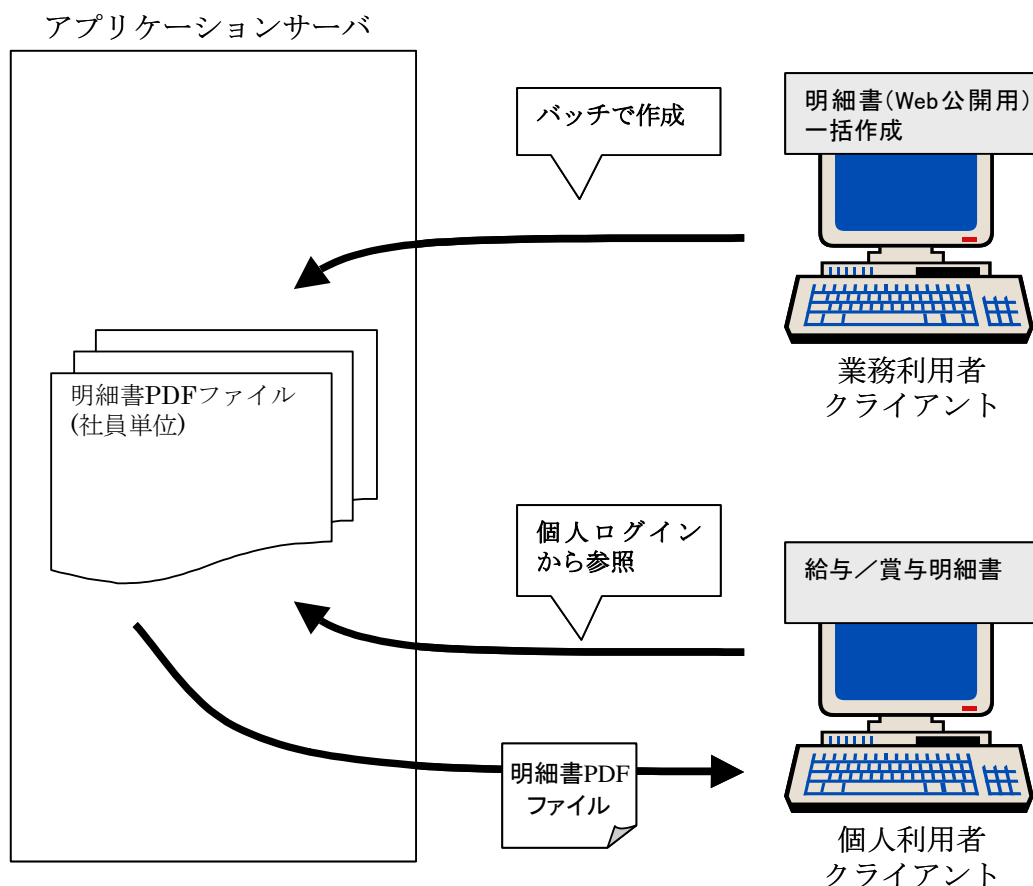 アプリケーションサーバ
バッチで作成
明細書(Web公開用)
一括作成
業務利用者
クライアント
明細書PDFファイル
(社員単位)
個人ログイン
から参照
給与／賞与明細書
明細書PDF
ファイル
個人利用者
クライアント